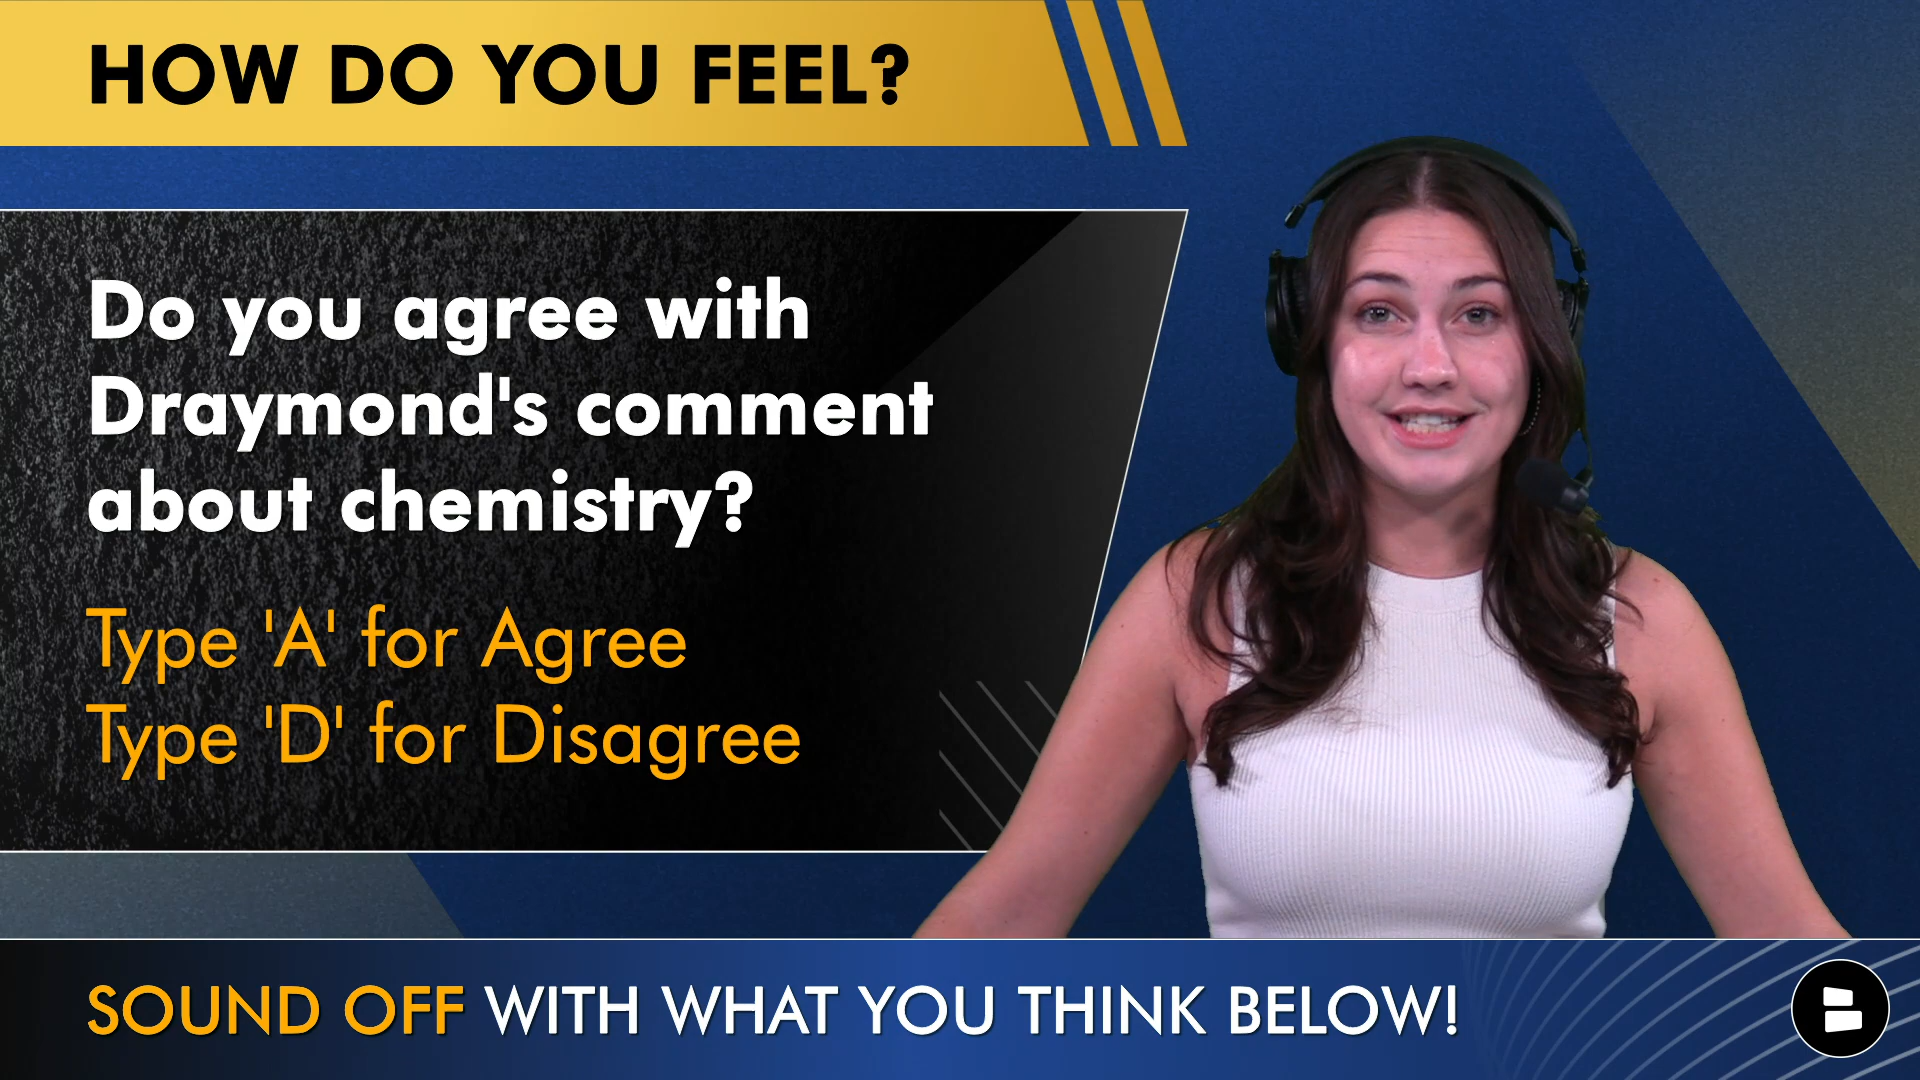 HOW DO YOU FEEL?
Do you agree with
Draymond's comment
about chemistry?
Type 'A' for Agree
Type 'D' for Disagree
SOUND OFF WITH WHAT YOU THINK BELOW!